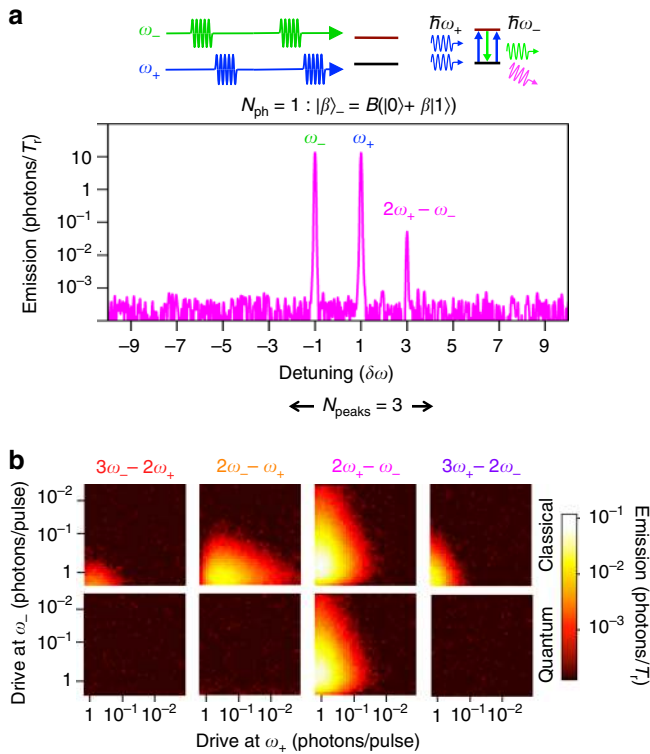 a
ω₋
ω₊
ℏω₊ ℏω₋
N_ph = 1 : |β⟩₋ = B(|0⟩ + β|1⟩)
Emission (photons/T_r)
10
1
10⁻¹
10⁻³
ω₋ ω₊
2ω₊ − ω₋
−9 −7 −5 −3 −1 1 3 5 7 9
Detuning (δω)
N_peaks = 3
b
3ω₋ − 2ω₊ 2ω₋ − ω₊ 2ω₊ − ω₋ 3ω₊ − 2ω₋
Drive at ω₋ (photons/pulse)
10⁻²
10⁻¹
1
10⁻²
10⁻¹
1
Classical
Quantum
10⁻¹
10⁻²
10⁻³
Emission (photons/T_r)
1 10⁻¹ 10⁻² 1 10⁻¹ 10⁻² 1 10⁻¹ 10⁻² 1 10⁻¹ 10⁻²
Drive at ω₊ (photons/pulse)